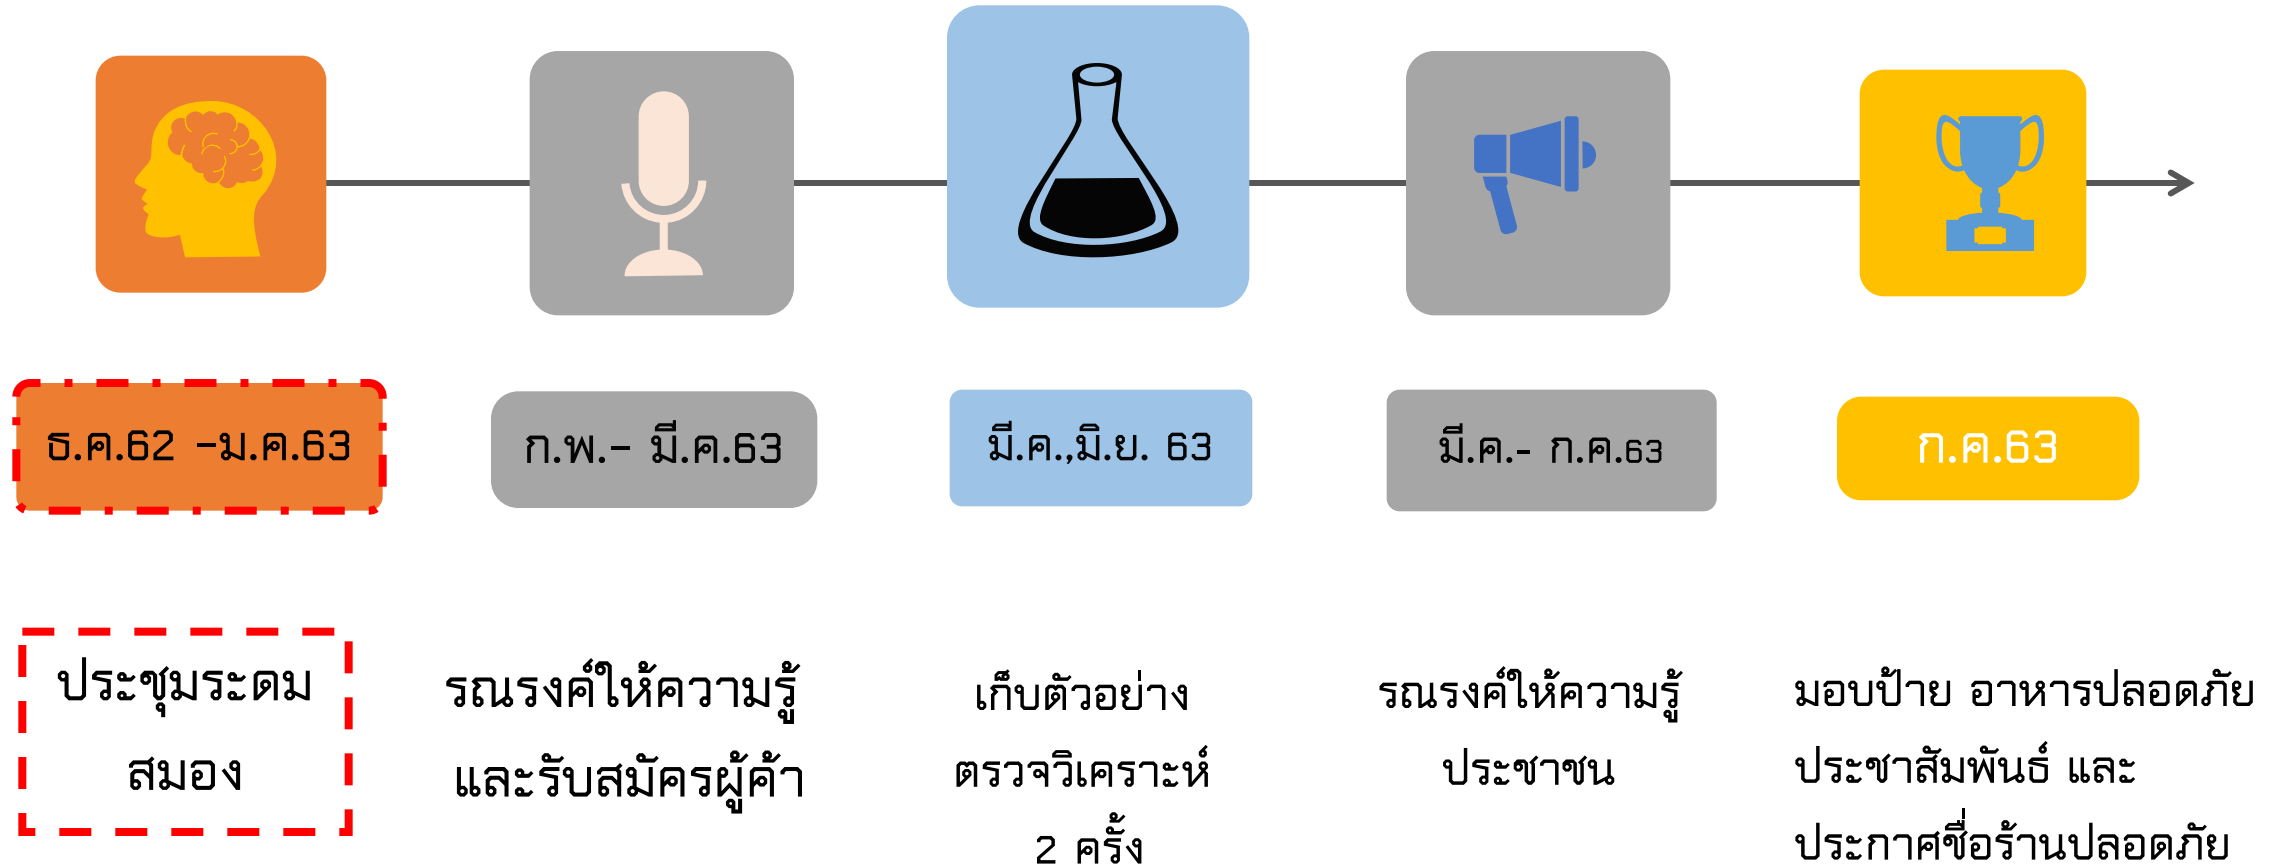 ธ.ค.62 -ม.ค.63
ก.พ.- มี.ค.63
มี.ค.,มิ.ย. 63
มี.ค.- ก.ค.63
ก.ค.63
ประชุมระดม
สมอง
รณรงค์ให้ความรู้
และรับสมัครผู้ค้า
เก็บตัวอย่าง
ตรวจวิเคราะห์
2 ครั้ง
รณรงค์ให้ความรู้
ประชาชน
มอบป้าย อาหารปลอดภัย
ประชาสัมพันธ์ และ
ประกาศชื่อร้านปลอดภัย